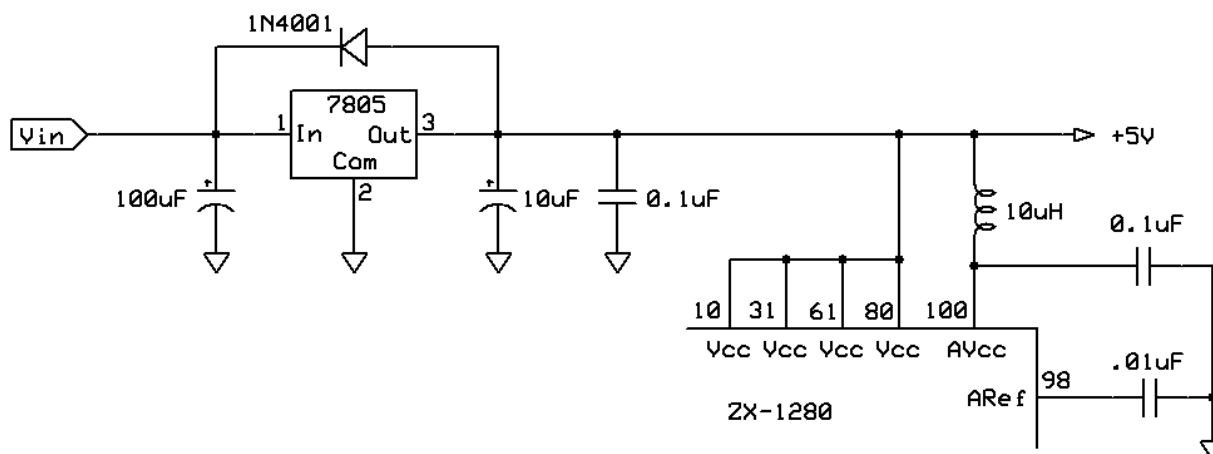 1N4001
7805
Vin
1
In
Out
3
+5V
Com
2
100uF
+
10uF
+
0.1uF
10uH
0.1uF
10
31
61
80
100
Vcc
Vcc
Vcc
Vcc
AVcc
.01uF
98
ARef
ZX-1280